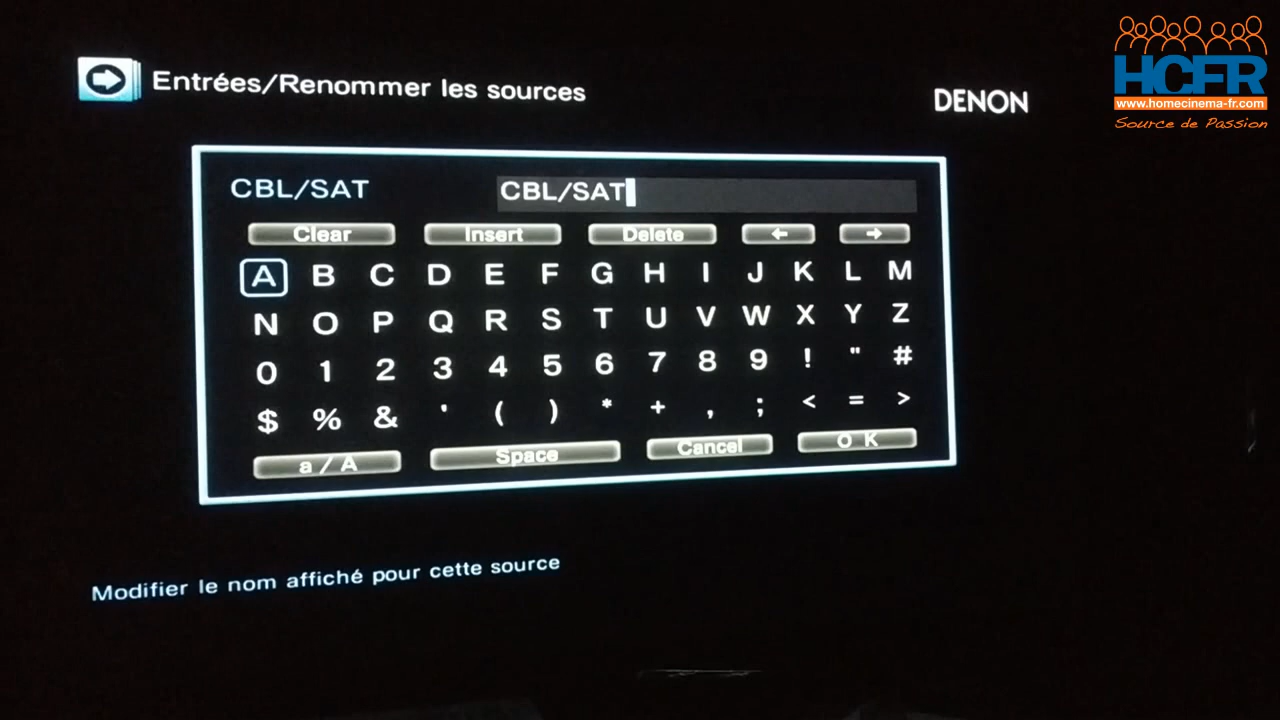 Entrées/Renommer les sources
DENON
HCFR
www.homecinema-fr.com
Source de Passion
CBL/SAT CBL/SAT
Clear Insert Delete ← →
A B C D E F G H I J K L M
N O P Q R S T U V W X Y Z
0 1 2 3 4 5 6 7 8 9 ! " #
$ % & ' ( ) * + , ; < = >
a / A Space Cancel O K
Modifier le nom affiché pour cette source